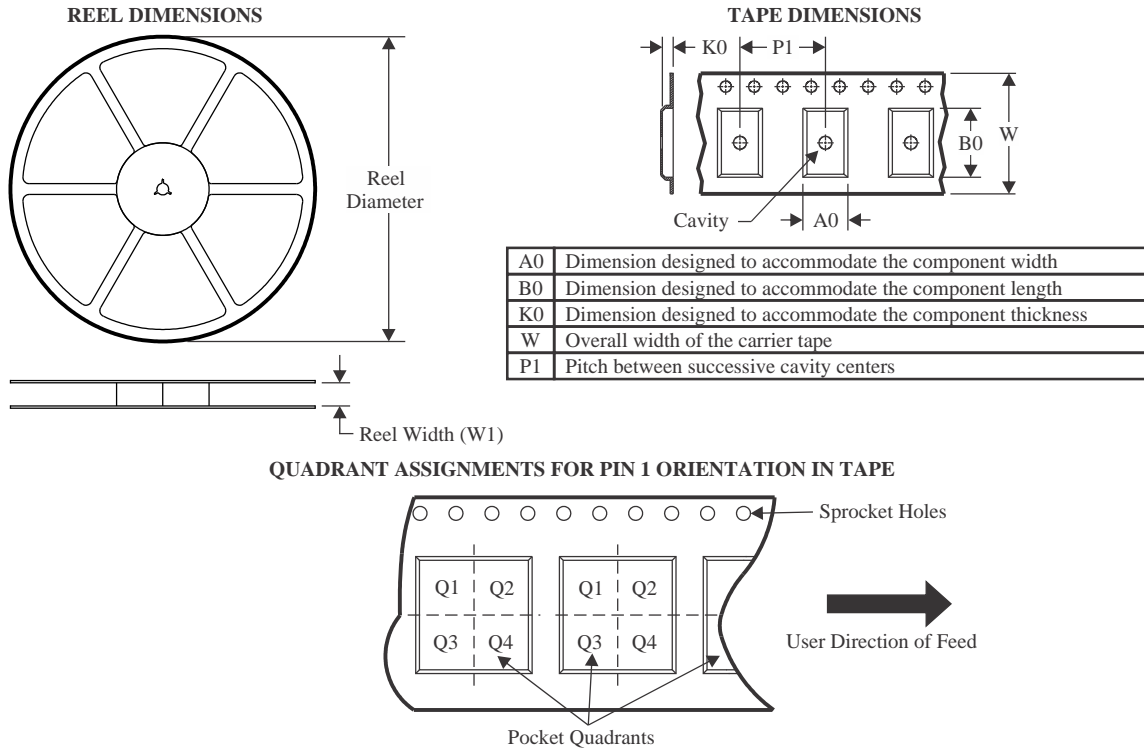 REEL DIMENSIONS
Reel
Diameter
Reel Width (W1)
TAPE DIMENSIONS
K0
P1
B0
W
Cavity
A0
A0 Dimension designed to accommodate the component width
B0 Dimension designed to accommodate the component length
K0 Dimension designed to accommodate the component thickness
W Overall width of the carrier tape
P1 Pitch between successive cavity centers
QUADRANT ASSIGNMENTS FOR PIN 1 ORIENTATION IN TAPE
Sprocket Holes
Q1 Q2 Q1 Q2
Q3 Q4 Q3 Q4
User Direction of Feed
Pocket Quadrants